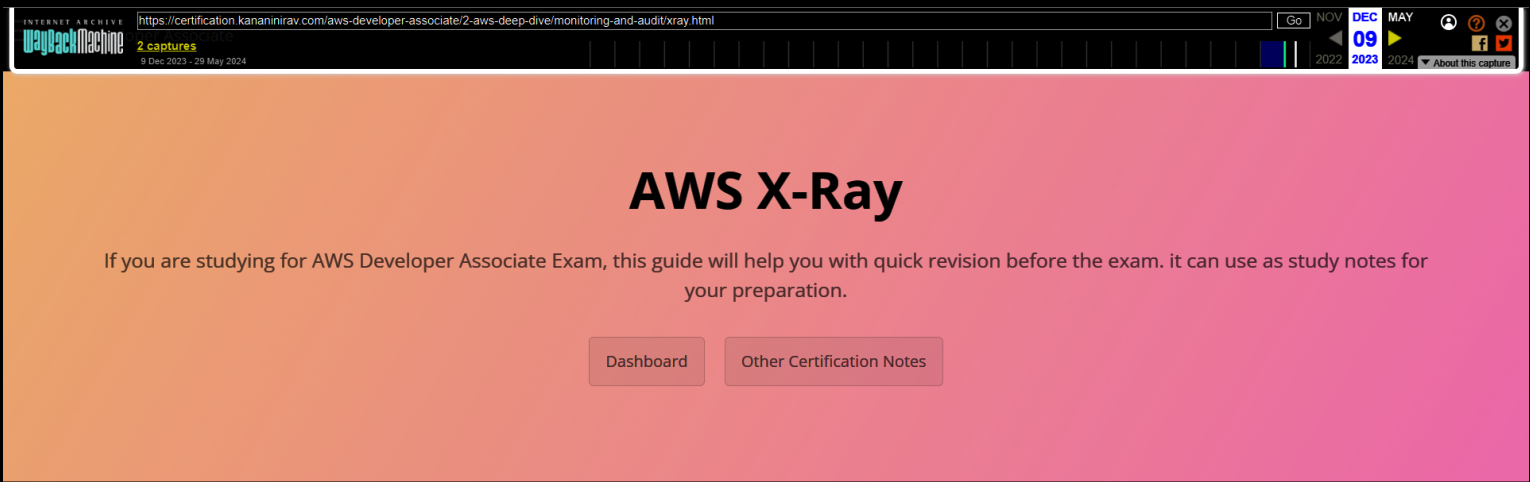 INTERNET ARCHIVE
WayBackMachine
https://certification.kananinirav.com/aws-developer-associate/2-aws-deep-dive/monitoring-and-audit/xray.html
Go
NOV DEC MAY
2 captures
09
9 Dec 2023 - 29 May 2024
2022 2023 2024
About this capture
AWS X-Ray
If you are studying for AWS Developer Associate Exam, this guide will help you with quick revision before the exam. it can use as study notes for
your preparation.
Dashboard
Other Certification Notes